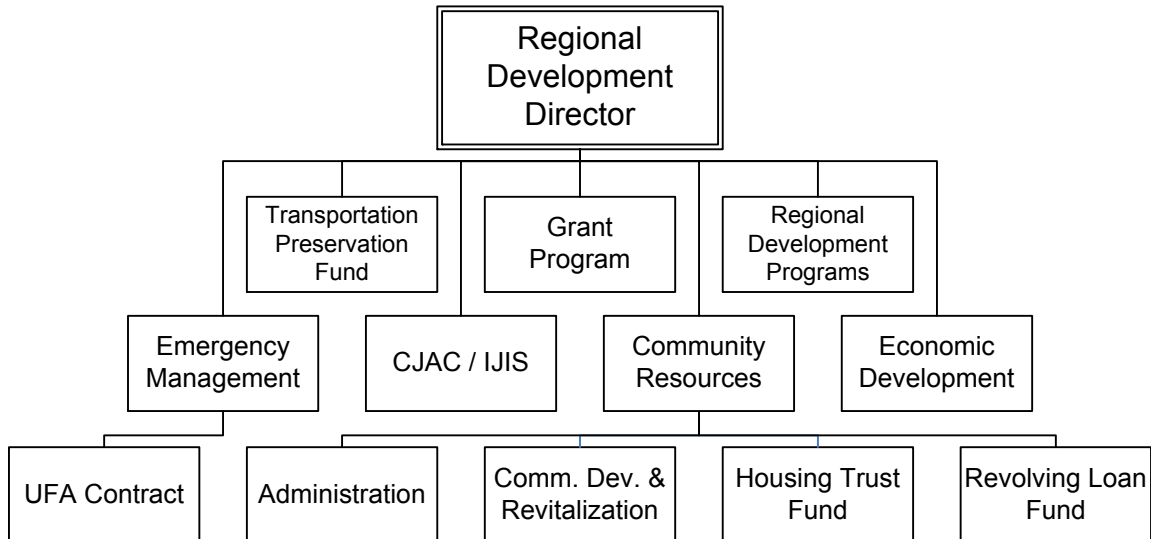 Regional
Development
Director
Transportation
Preservation
Fund
Grant
Program
Regional
Development
Programs
Emergency
Management
CJAC / IJIS
Community
Resources
Economic
Development
UFA Contract
Administration
Comm. Dev. &
Revitalization
Housing Trust
Fund
Revolving Loan
Fund